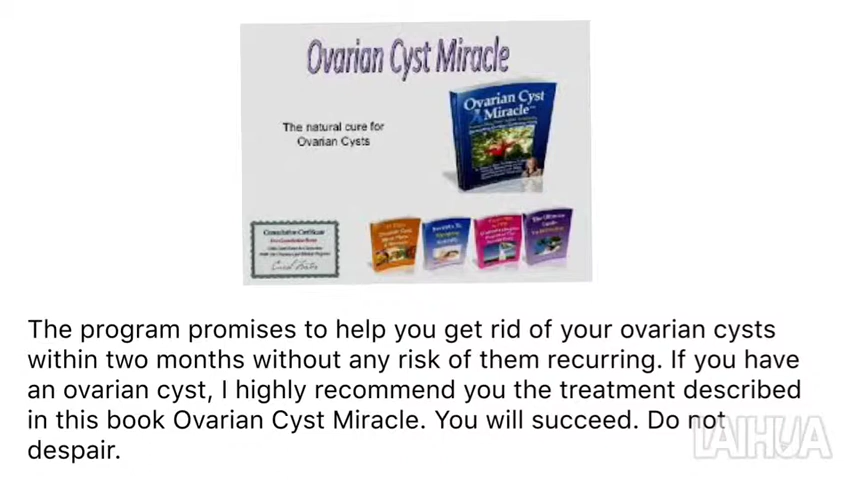 Ovarian Cyst Miracle
Ovarian Cyst
Miracle
The natural cure for
Ovarian Cysts
The program promises to help you get rid of your ovarian cysts
within two months without any risk of them recurring. If you have
an ovarian cyst, I highly recommend you the treatment described
in this book Ovarian Cyst Miracle. You will succeed. Do not
despair.
LAIHUA